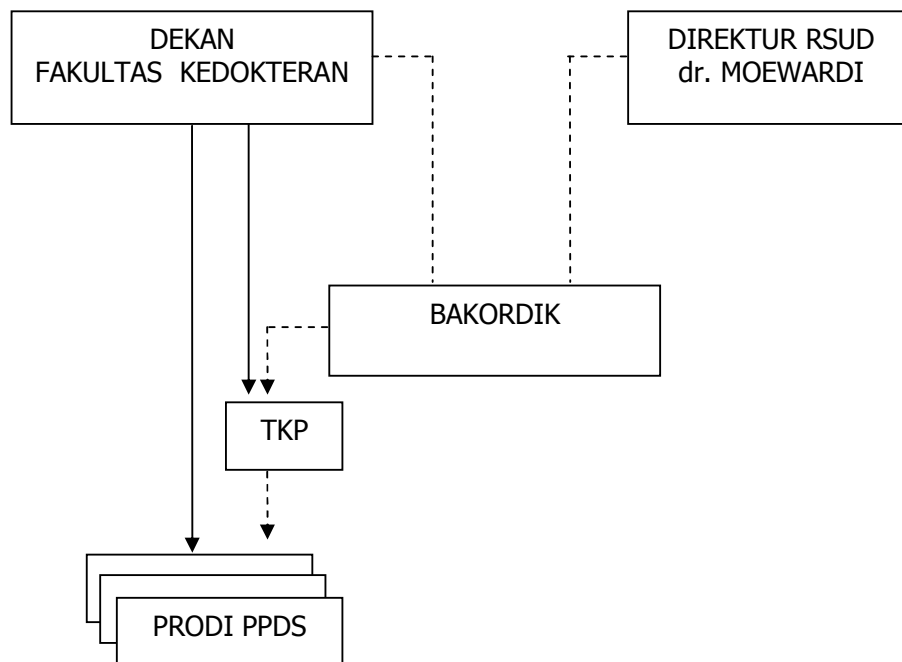 DEKAN
FAKULTAS KEDOKTERAN
DIREKTUR RSUD
dr. MOEWARDI
BAKORDIK
TKP
PRODI PPDS